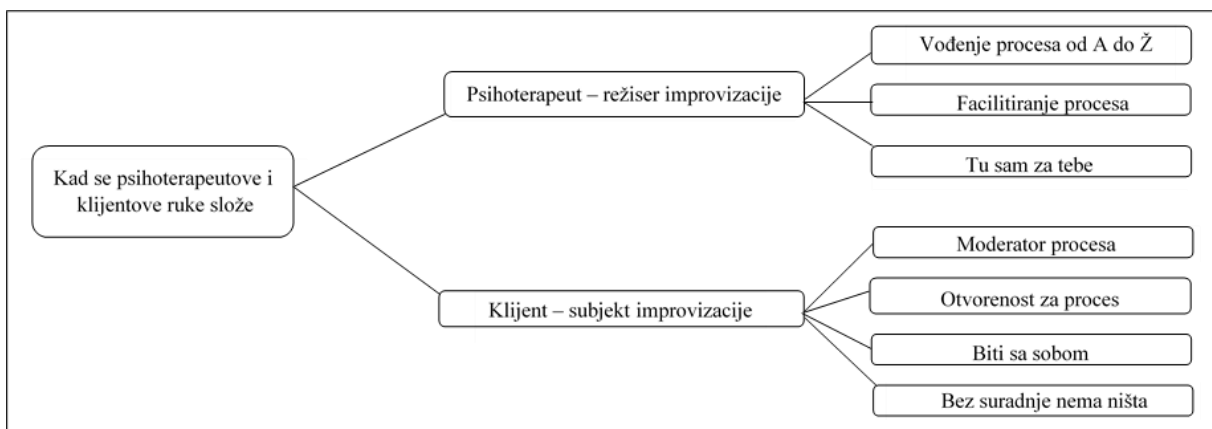 Kad se psihoterapeutove i
klijentove ruke slože
Psihoterapeut – režiser improvizacije
Vođenje procesa od A do Ž
Facilitiranje procesa
Tu sam za tebe
Klijent – subjekt improvizacije
Moderator procesa
Otvorenost za proces
Biti sa sobom
Bez suradnje nema ništa